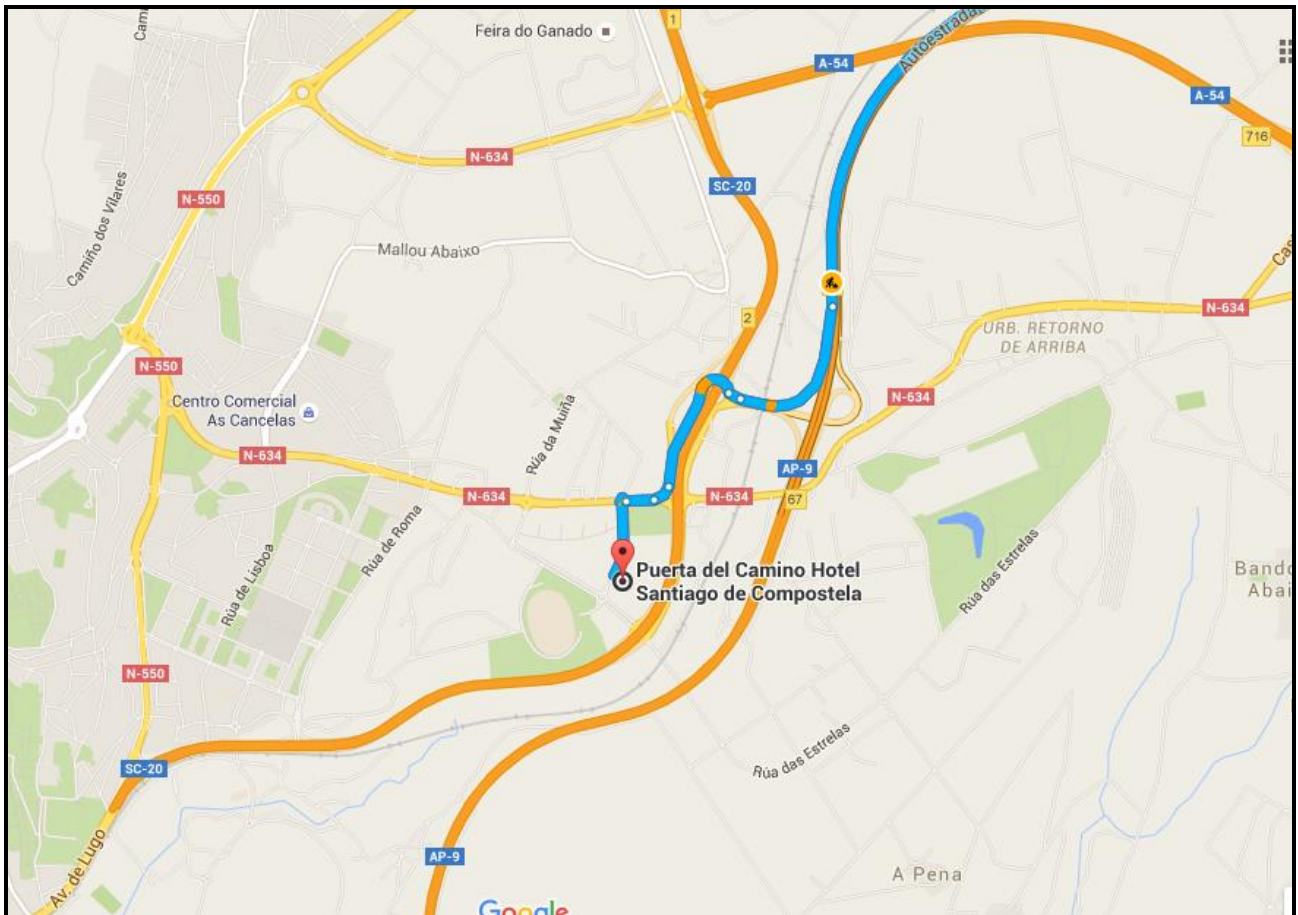 Feira do Ganado
1
Autoestrada
A-54
A-54
716
N-634
SC-20
N-550
Camiño dos Vilares
Mallou Abaixo
2
N-634
URB. RETORNO
DE ARRIBA
N-550
Centro Comercial
As Cancelas
N-634
Rúa da Muiña
N-634
AP-9
N-634
N-634
67
Rúa de Roma
Rúa de Lisboa
Puerta del Camino Hotel
Santiago de Compostela
Rúa das Estrelas
N-550
Rúa das Estrelas
SC-20
Av. de Lugo
AP-9
A Pena
Google